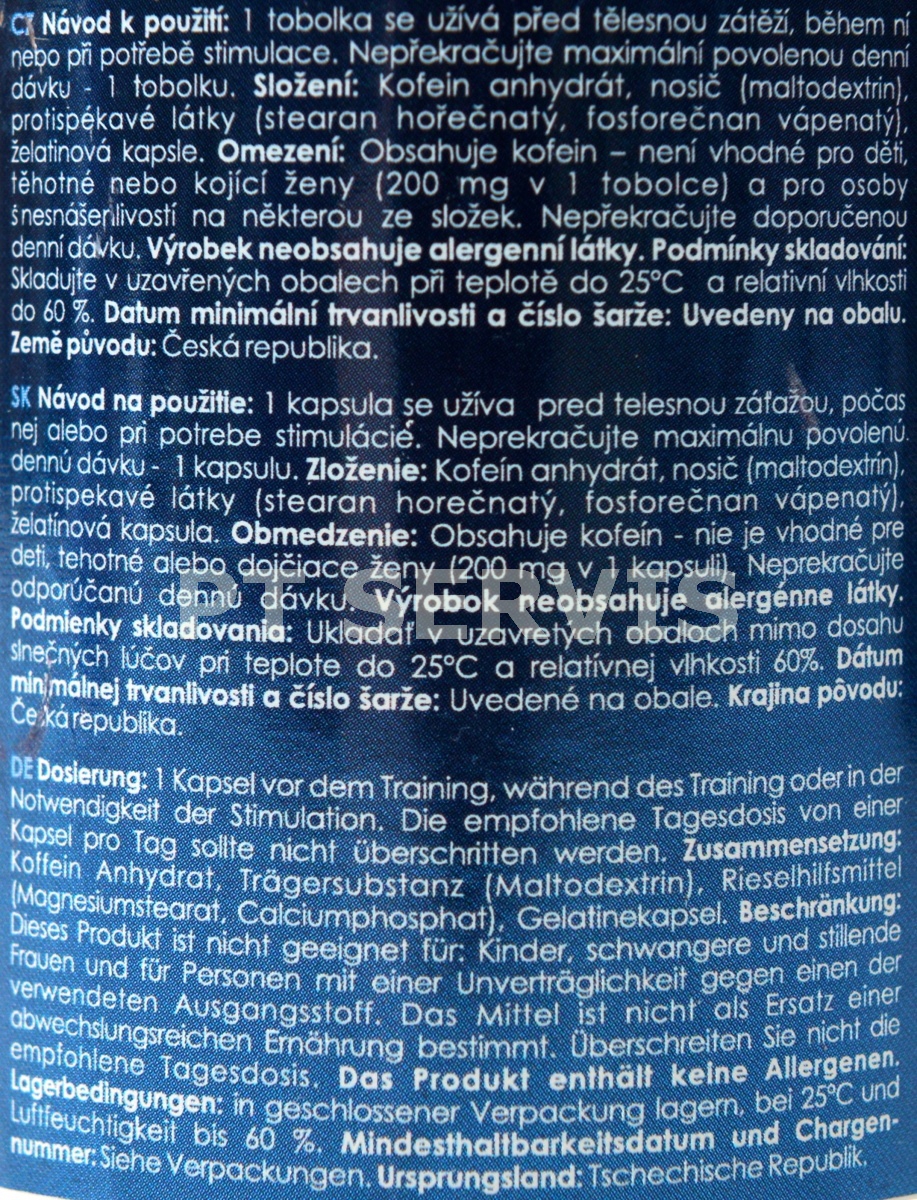 CZ Návod k použití: 1 tobolka se užívá před tělesnou zátěží, během ní
nebo při potřebě stimulace. Nepřekračujte maximální povolenou denní
dávku - 1 tobolku. Složení: Kofein anhydrát, nosič (maltodextrin),
protispékavé látky (stearan hořečnatý, fosforečnan vápenatý),
želatinová kapsle. Omezení: Obsahuje kofein – není vhodné pro děti,
těhotné nebo kojící ženy (200 mg v 1 tobolce) a pro osoby
s nesnášenlivostí na některou ze složek. Nepřekračujte doporučenou
denní dávku. Výrobek neobsahuje alergenní látky. Podmínky skladování:
Skladujte v uzavřených obalech při teplotě do 25°C a relativní vlhkosti
do 60 %. Datum minimální trvanlivosti a číslo šarže: Uvedeny na obalu.
Země původu: Česká republika.
SK Návod na použitie: 1 kapsula se užíva pred telesnou záťažou, počas
nej alebo pri potrebe stimulácie. Neprekračujte maximálnu povolenú
dennú dávku - 1 kapsulu. Zloženie: Kofeín anhydrát, nosič (maltodextrín),
protispekavé látky (stearan horečnatý, fosforečnan vápenatý),
želatínová kapsula. Obmedzenie: Obsahuje kofeín - nie je vhodné pre
deti, tehotné alebo dojčiace ženy (200 mg v 1 kapsuli). Neprekračujte
odporúčanú dennú dávku. Výrobok neobsahuje alergénne látky.
Podmienky skladovania: Ukladať v uzavretých obaloch mimo dosahu
slnečných lúčov pri teplote do 25°C a relatívnej vlhkosti 60%. Dátum
minimálnej trvanlivosti a číslo šarže: Uvedené na obale. Krajina pôvodu:
Česká republika.
PT SERVIS
DE Dosierung: 1 Kapsel vor dem Training, während des Training oder in der
Notwendigkeit der Stimulation. Die empfohlene Tagesdosis von einer
Kapsel pro Tag sollte nicht überschritten werden. Zusammensetzung:
Koffein Anhydrat, Trägersubstanz (Maltodextrin), Rieselhilfsmittel
(Magnesiumstearat, Calciumphosphat), Gelatinekapsel. Beschränkung:
Dieses Produkt ist nicht geeignet für: Kinder, schwangere und stillende
Frauen und für Personen mit einer Unverträglichkeit gegen einen der
verwendeten Ausgangsstoff. Das Mittel ist nicht als Ersatz einer
abwechslungsreichen Ernährung bestimmt. Überschreiten Sie nicht die
empfohlene Tagesdosis. Das Produkt enthält keine Allergenen.
Lagerbedingungen: in geschlossener Verpackung lagern, bei 25°C und
Luftfeuchtigkeit bis 60 %. Mindesthaltbarkeitsdatum und Chargen-
nummer: Siehe Verpackungen. Ursprungsland: Tschechische Republik.